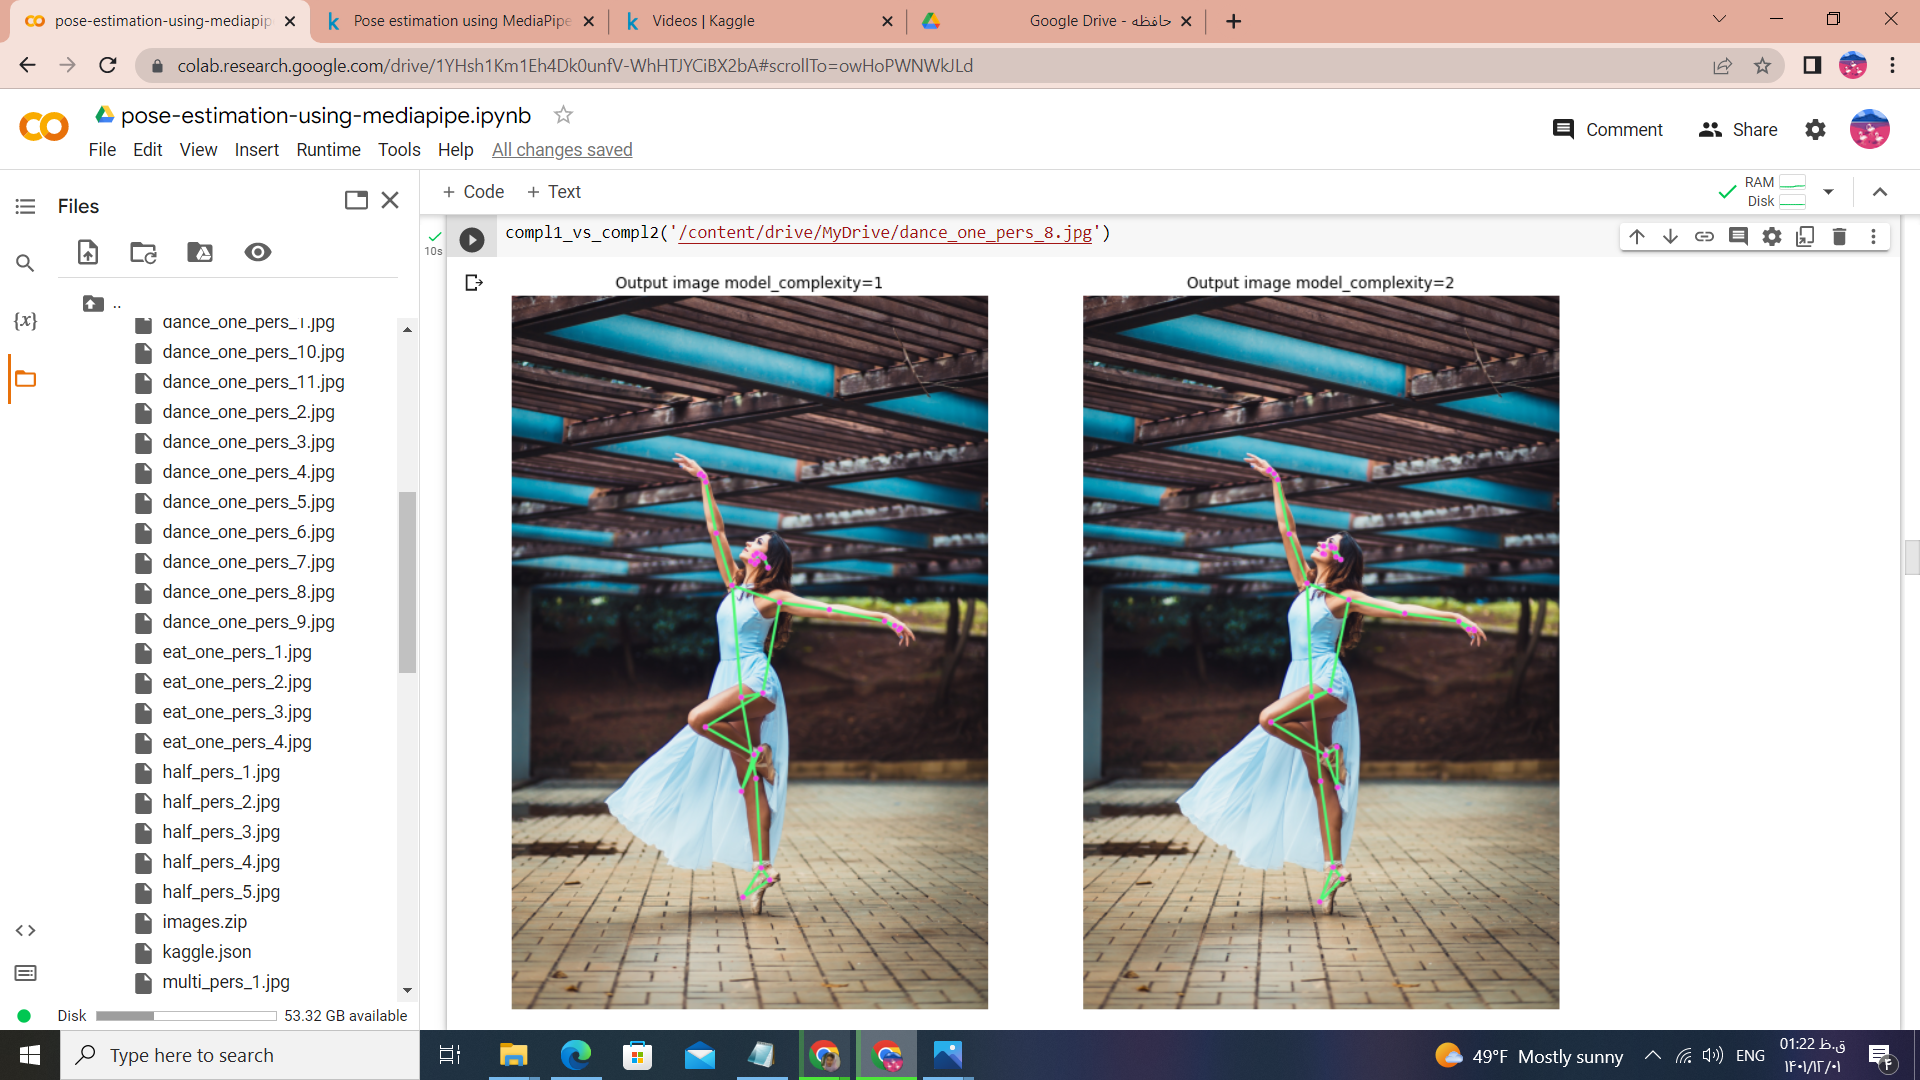 pose-estimation-using-mediapip
Pose estimation using MediaPipe
Videos | Kaggle
حافظه - Google Drive
colab.research.google.com/drive/1YHsh1Km1Eh4Dk0unfV-WhHTJYCiBX2bA#scrollTo=owHoPWNWkJLd
pose-estimation-using-mediapipe.ipynb
Comment
Share
File Edit View Insert Runtime Tools Help All changes saved
Files
+ Code + Text
RAM
Disk
{x}
..
10s
compl1_vs_compl2('/content/drive/MyDrive/dance_one_pers_8.jpg')
Output image model_complexity=1
Output image model_complexity=2
dance_one_pers_1.jpg
dance_one_pers_10.jpg
dance_one_pers_11.jpg
dance_one_pers_2.jpg
dance_one_pers_3.jpg
dance_one_pers_4.jpg
dance_one_pers_5.jpg
dance_one_pers_6.jpg
dance_one_pers_7.jpg
dance_one_pers_8.jpg
dance_one_pers_9.jpg
eat_one_pers_1.jpg
eat_one_pers_2.jpg
eat_one_pers_3.jpg
eat_one_pers_4.jpg
half_pers_1.jpg
half_pers_2.jpg
half_pers_3.jpg
half_pers_4.jpg
half_pers_5.jpg
images.zip
kaggle.json
multi_pers_1.jpg
Disk 53.32 GB available
Type here to search
49°F Mostly sunny
ENG
01:22 ق.ظ
۱۴۰۱/۱۲/۰۱
۴